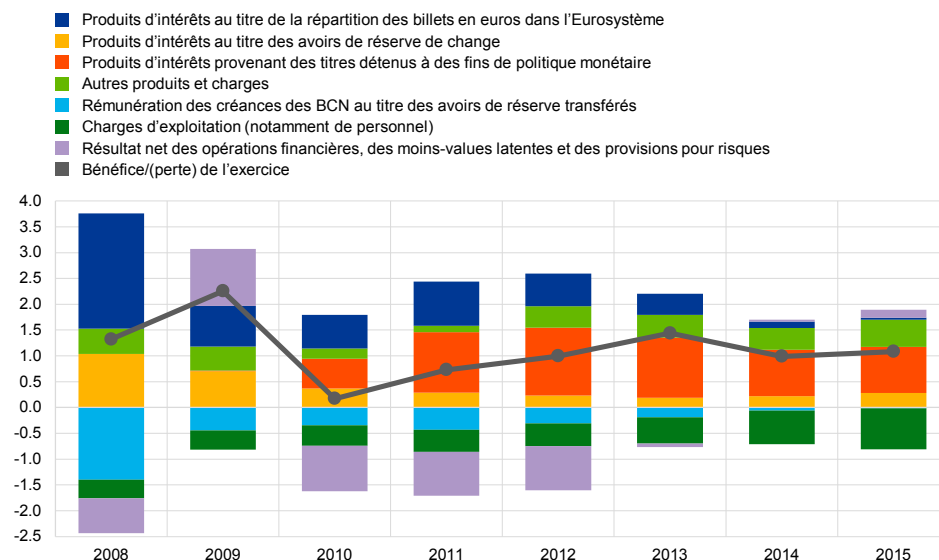 Produits d’intérêts au titre de la répartition des billets en euros dans l’Eurosystème
Produits d’intérêts au titre des avoirs de réserve de change
Produits d’intérêts provenant des titres détenus à des fins de politique monétaire
Autres produits et charges
Rémunération des créances des BCN au titre des avoirs de réserve transférés
Charges d’exploitation (notamment de personnel)
Résultat net des opérations financières, des moins-values latentes et des provisions pour risques
Bénéfice/(perte) de l’exercice
4.0
3.5
3.0
2.5
2.0
1.5
1.0
0.5
0.0
-0.5
-1.0
-1.5
-2.0
-2.5
2008 2009 2010 2011 2012 2013 2014 2015